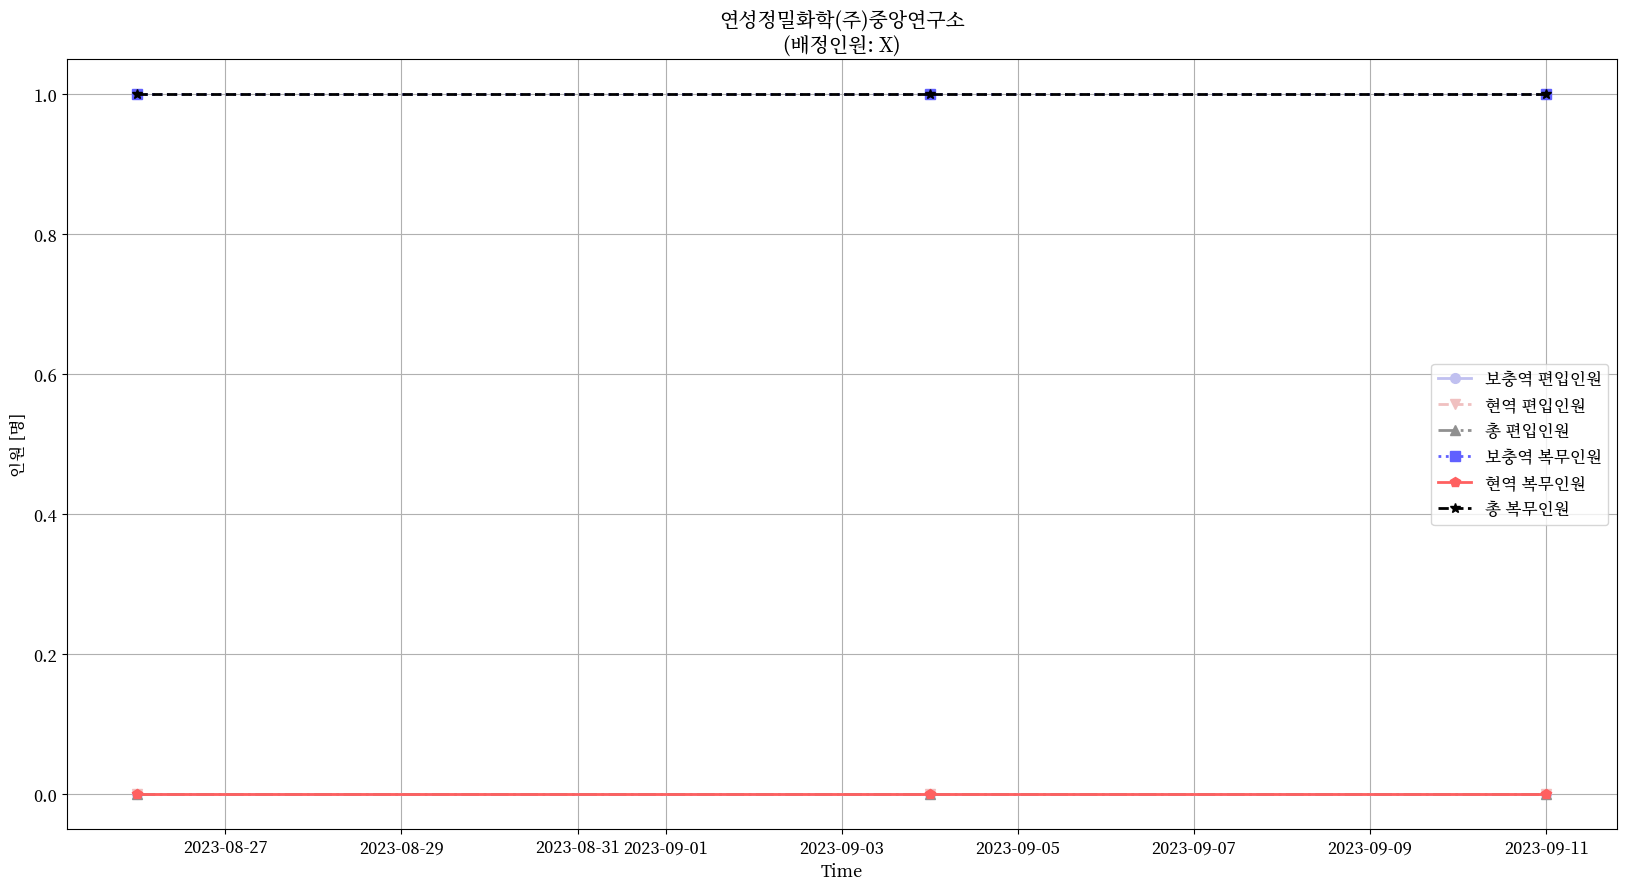 연성정밀화학(주)중앙연구소
(배정인원: X)
1.0
0.8
0.6
0.4
0.2
0.0
인원 [명]
보충역 편입인원
현역 편입인원
총 편입인원
보충역 복무인원
현역 복무인원
총 복무인원
2023-08-27
2023-08-29
2023-08-31
2023-09-01
2023-09-03
2023-09-05
2023-09-07
2023-09-09
2023-09-11
Time